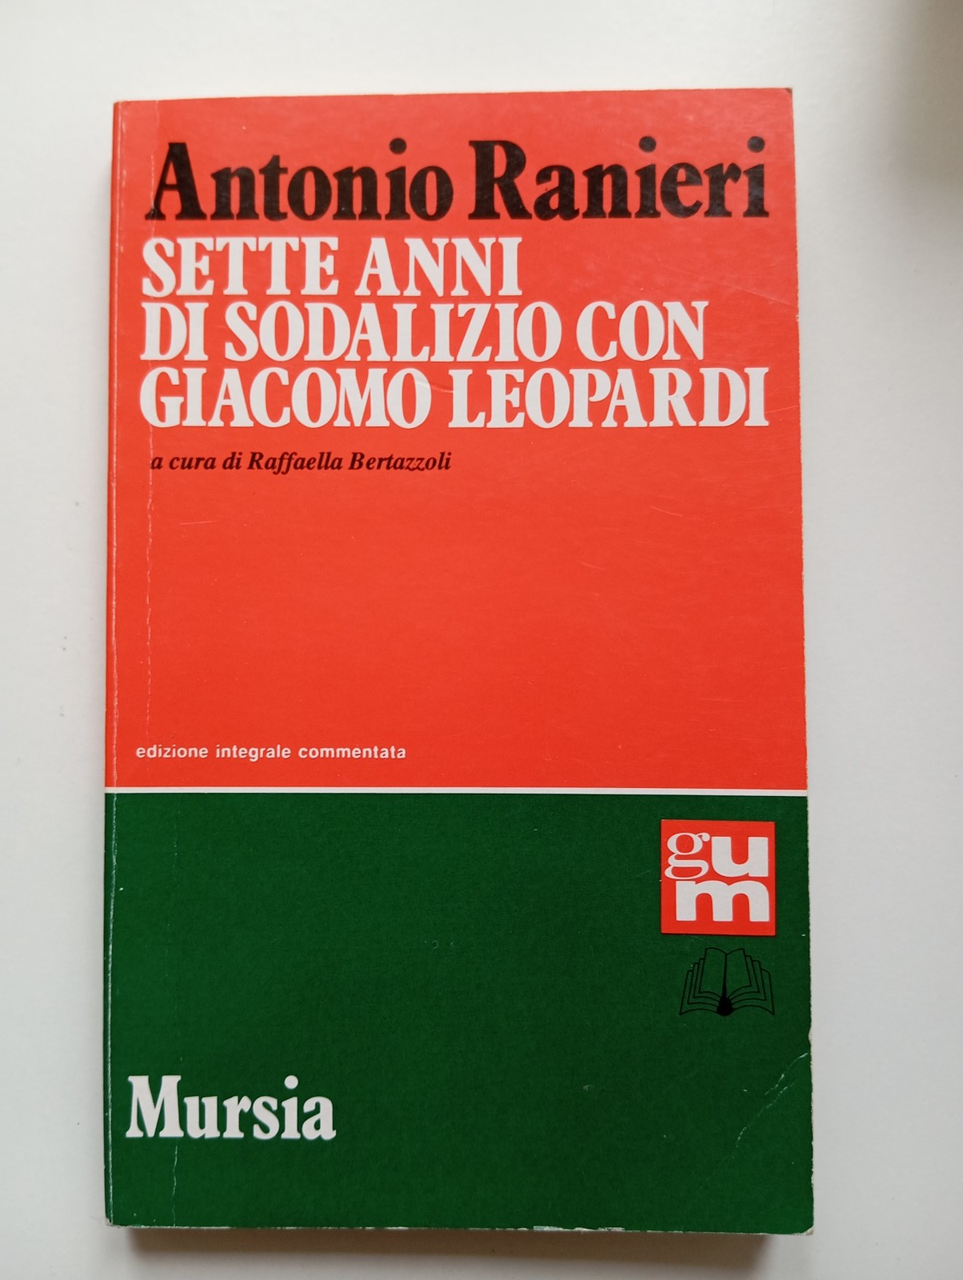 Antonio Ranieri
SETTE ANNI
DI SODALIZIO CON
GIACOMO LEOPARDI
a cura di Raffaella Bertazzoli
edizione integrale commentata
gu
m
Mursia